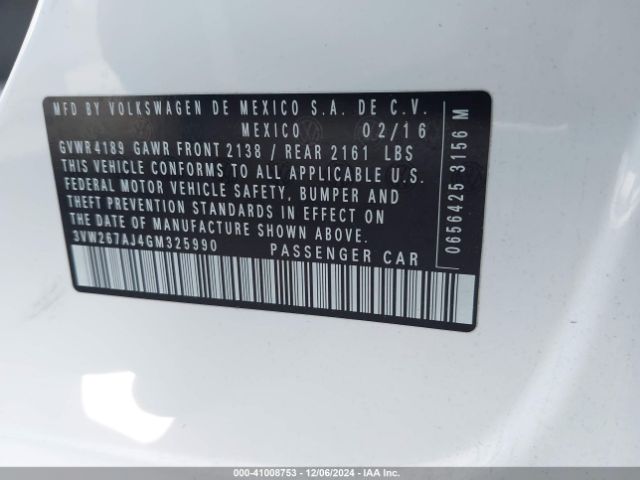 MFD BY VOLKSWAGEN DE MEXICO S.A. DE C.V.
MEXICO 02/16
GVWR 4189 GAWR FRONT 2138 / REAR 2161 LBS
THIS VEHICLE CONFORMS TO ALL APPLICABLE U.S.
FEDERAL MOTOR VEHICLE SAFETY, BUMPER AND
THEFT PREVENTION STANDARDS IN EFFECT ON
THE DATE OF MANUFACTURE SHOWN ABOVE.
3VW267AJ4GM325990 PASSENGER CAR
0656425 3156 M
000-41008753 - 12/06/2024 - IAAI.COM